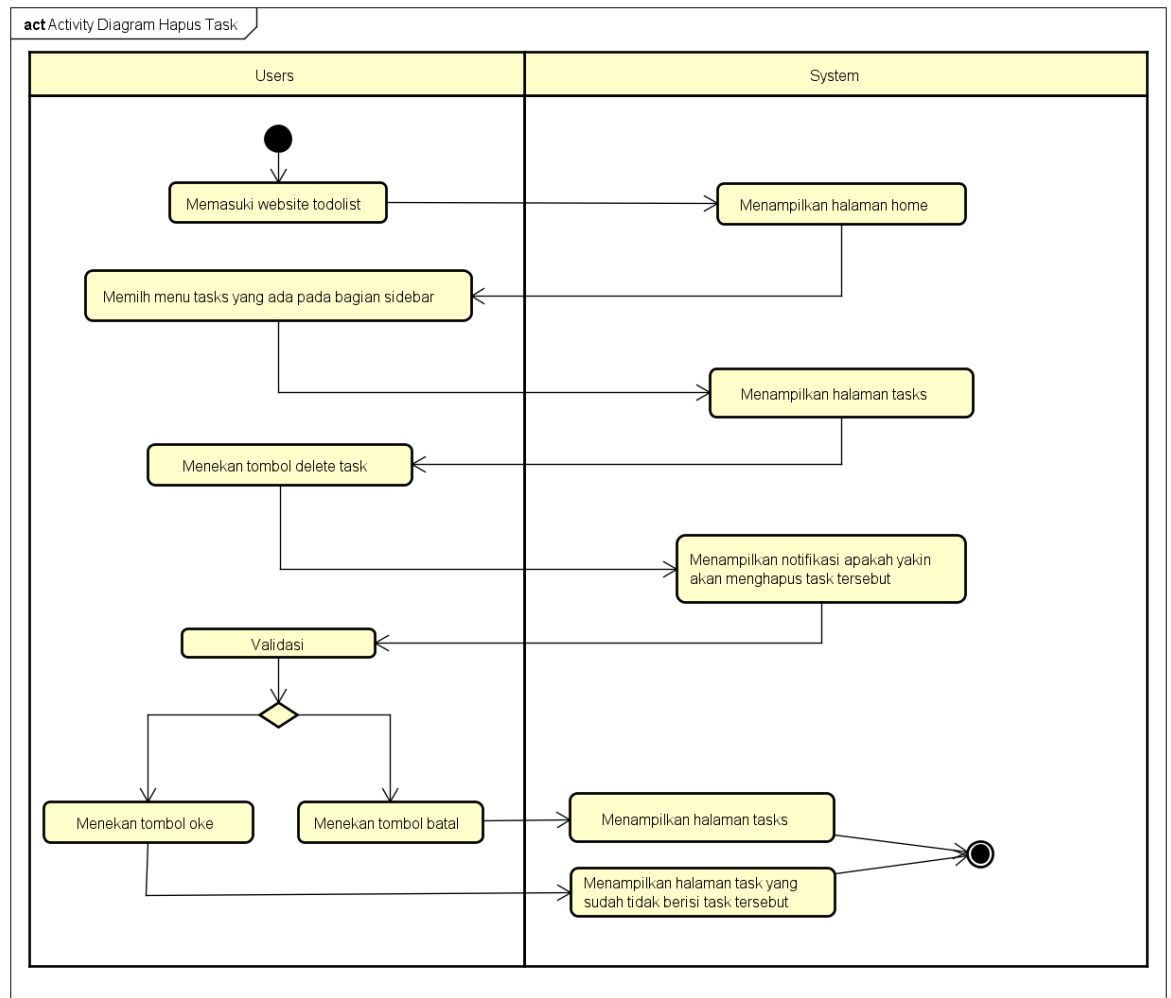 act Activity Diagram Hapus Task
Users
System
Memasuki website todolist
Menampilkan halaman home
Memilh menu tasks yang ada pada bagian sidebar
Menampilkan halaman tasks
Menekan tombol delete task
Menampilkan notifikasi apakah yakin
akan menghapus task tersebut
Validasi
Menekan tombol oke
Menekan tombol batal
Menampilkan halaman tasks
Menampilkan halaman task yang
sudah tidak berisi task tersebut